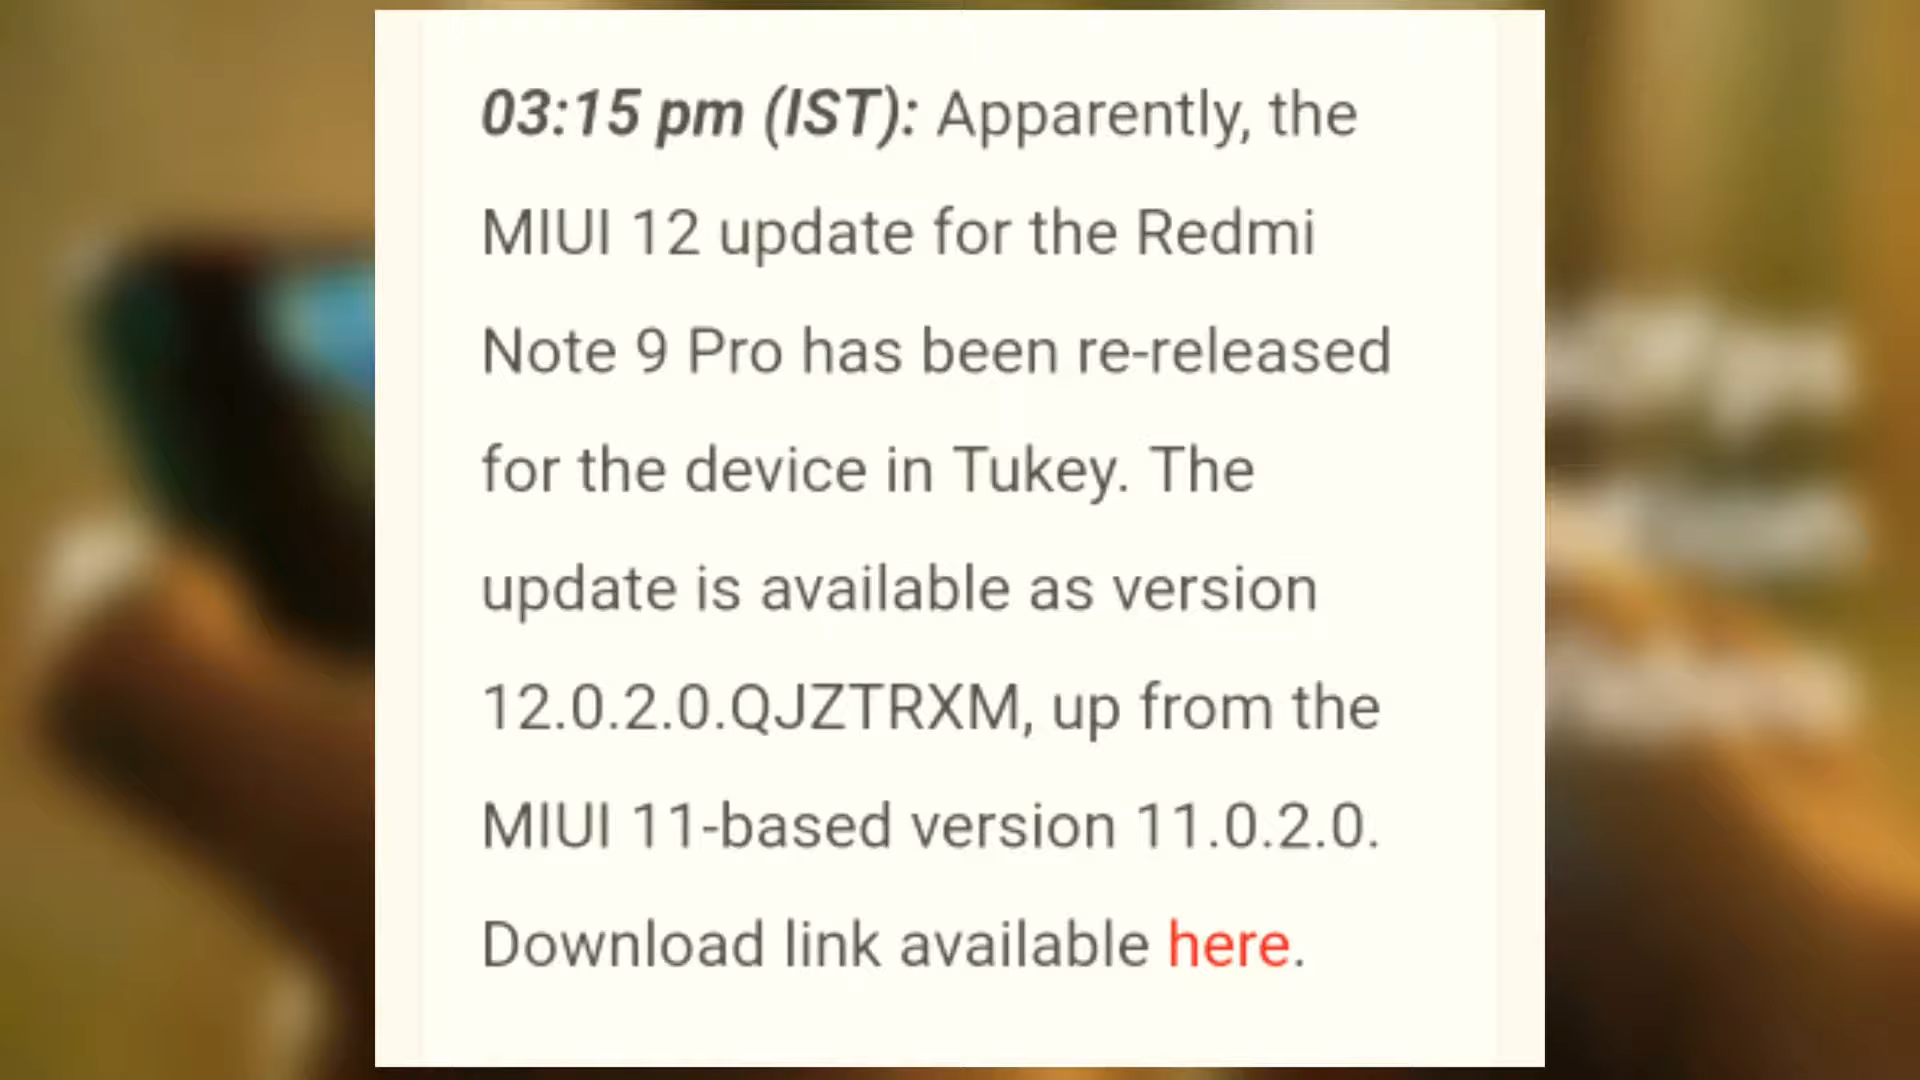 03:15 pm (IST): Apparently, the
MIUI 12 update for the Redmi
Note 9 Pro has been re-released
for the device in Tukey. The
update is available as version
12.0.2.0.QJZTRXM, up from the
MIUI 11-based version 11.0.2.0.
Download link available here.